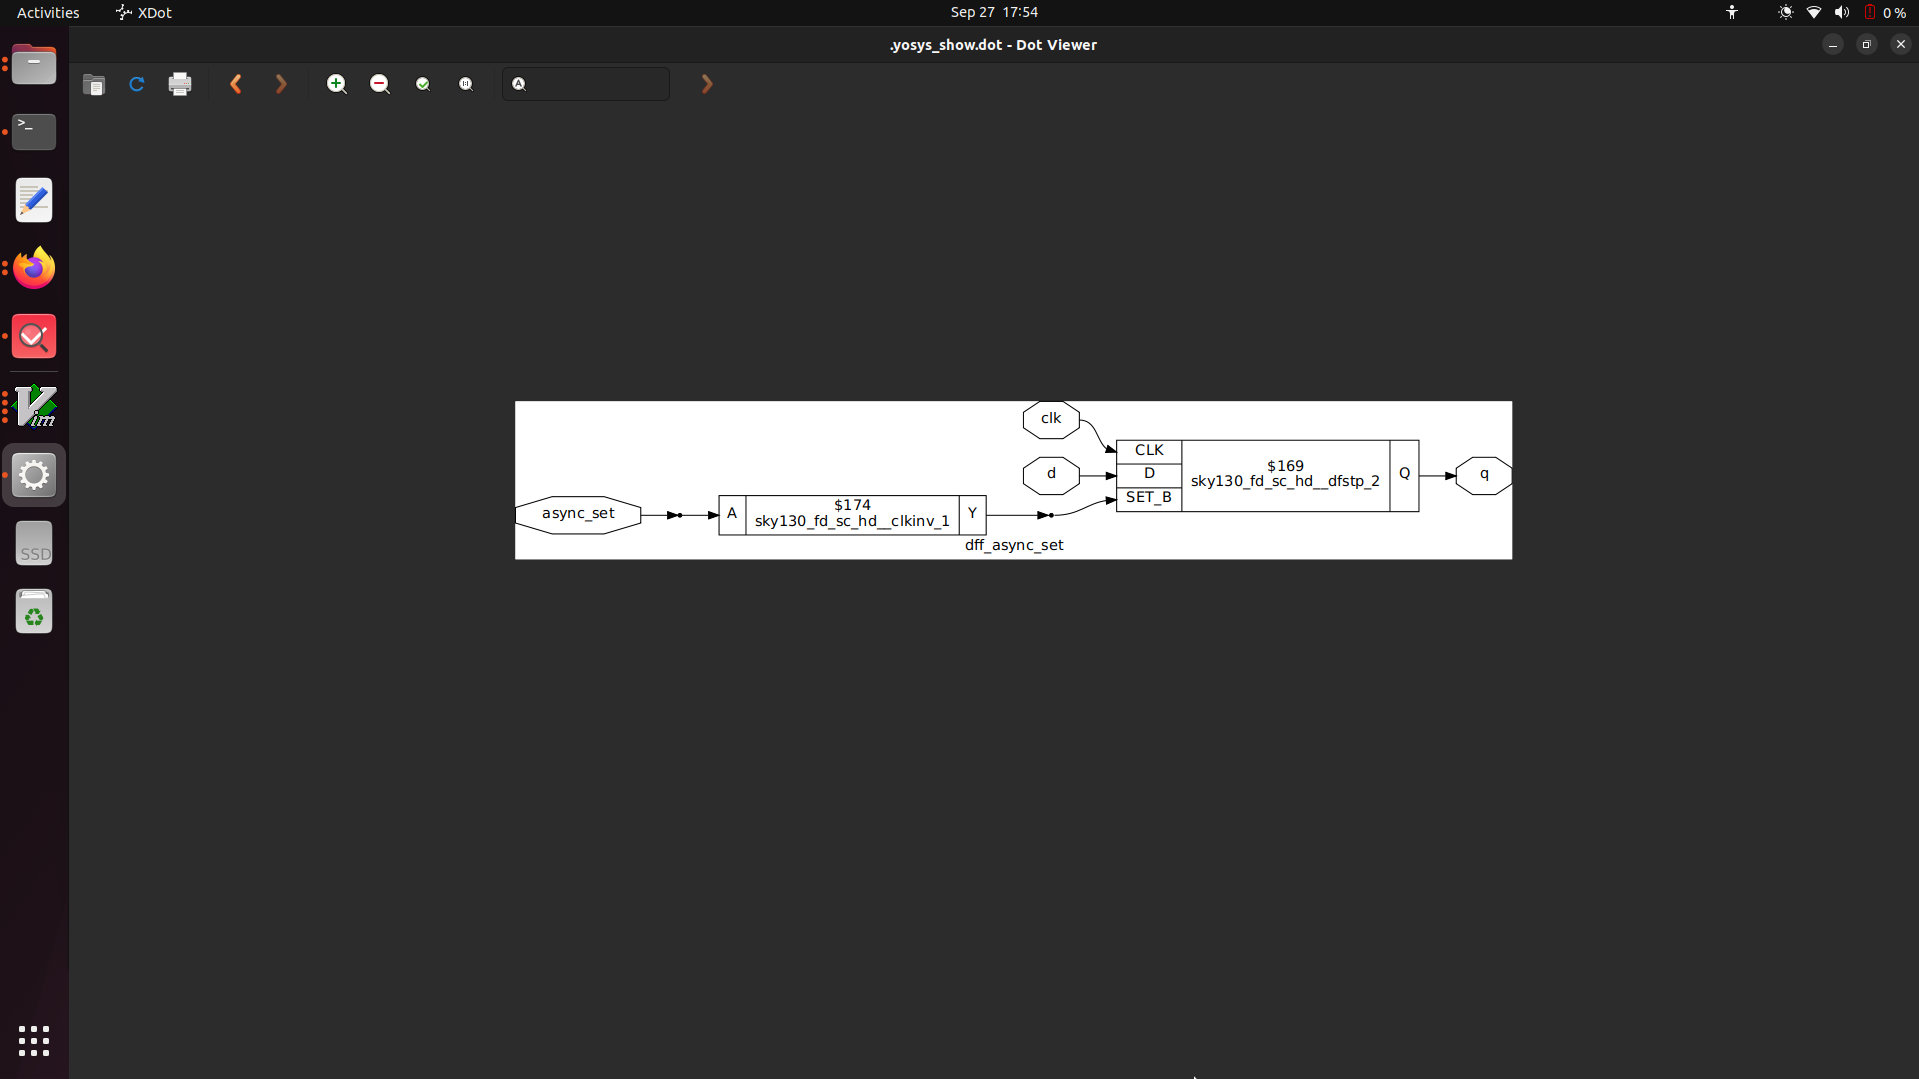 Activities
XDot
Sep 27 17:54
0 %
.yosys_show.dot - Dot Viewer
>_
clk
CLK
d
D
$169
sky130_fd_sc_hd__dfstp_2
Q
q
SET_B
async_set
A
$174
sky130_fd_sc_hd__clkinv_1
Y
dff_async_set
Vim
SSD